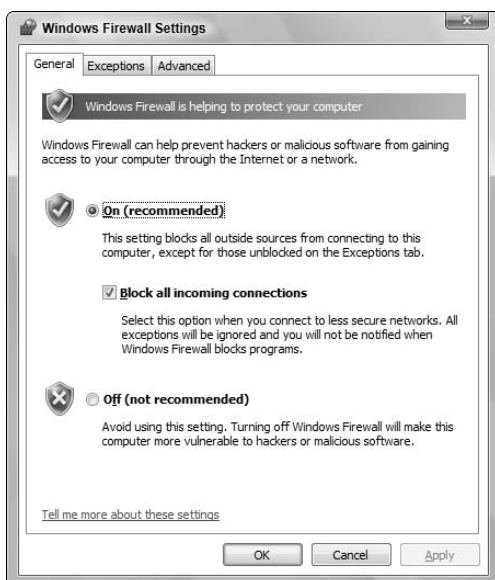 Windows Firewall Settings
General Exceptions Advanced
Windows Firewall is helping to protect your computer
Windows Firewall can help prevent hackers or malicious software from gaining
access to your computer through the Internet or a network.
On (recommended)
This setting blocks all outside sources from connecting to this
computer, except for those unblocked on the Exceptions tab.
Block all incoming connections
Select this option when you connect to less secure networks. All
exceptions will be ignored and you will not be notified when
Windows Firewall blocks programs.
Off (not recommended)
Avoid using this setting. Turning off Windows Firewall will make this
computer more vulnerable to hackers or malicious software.
Tell me more about these settings
OK Cancel Apply